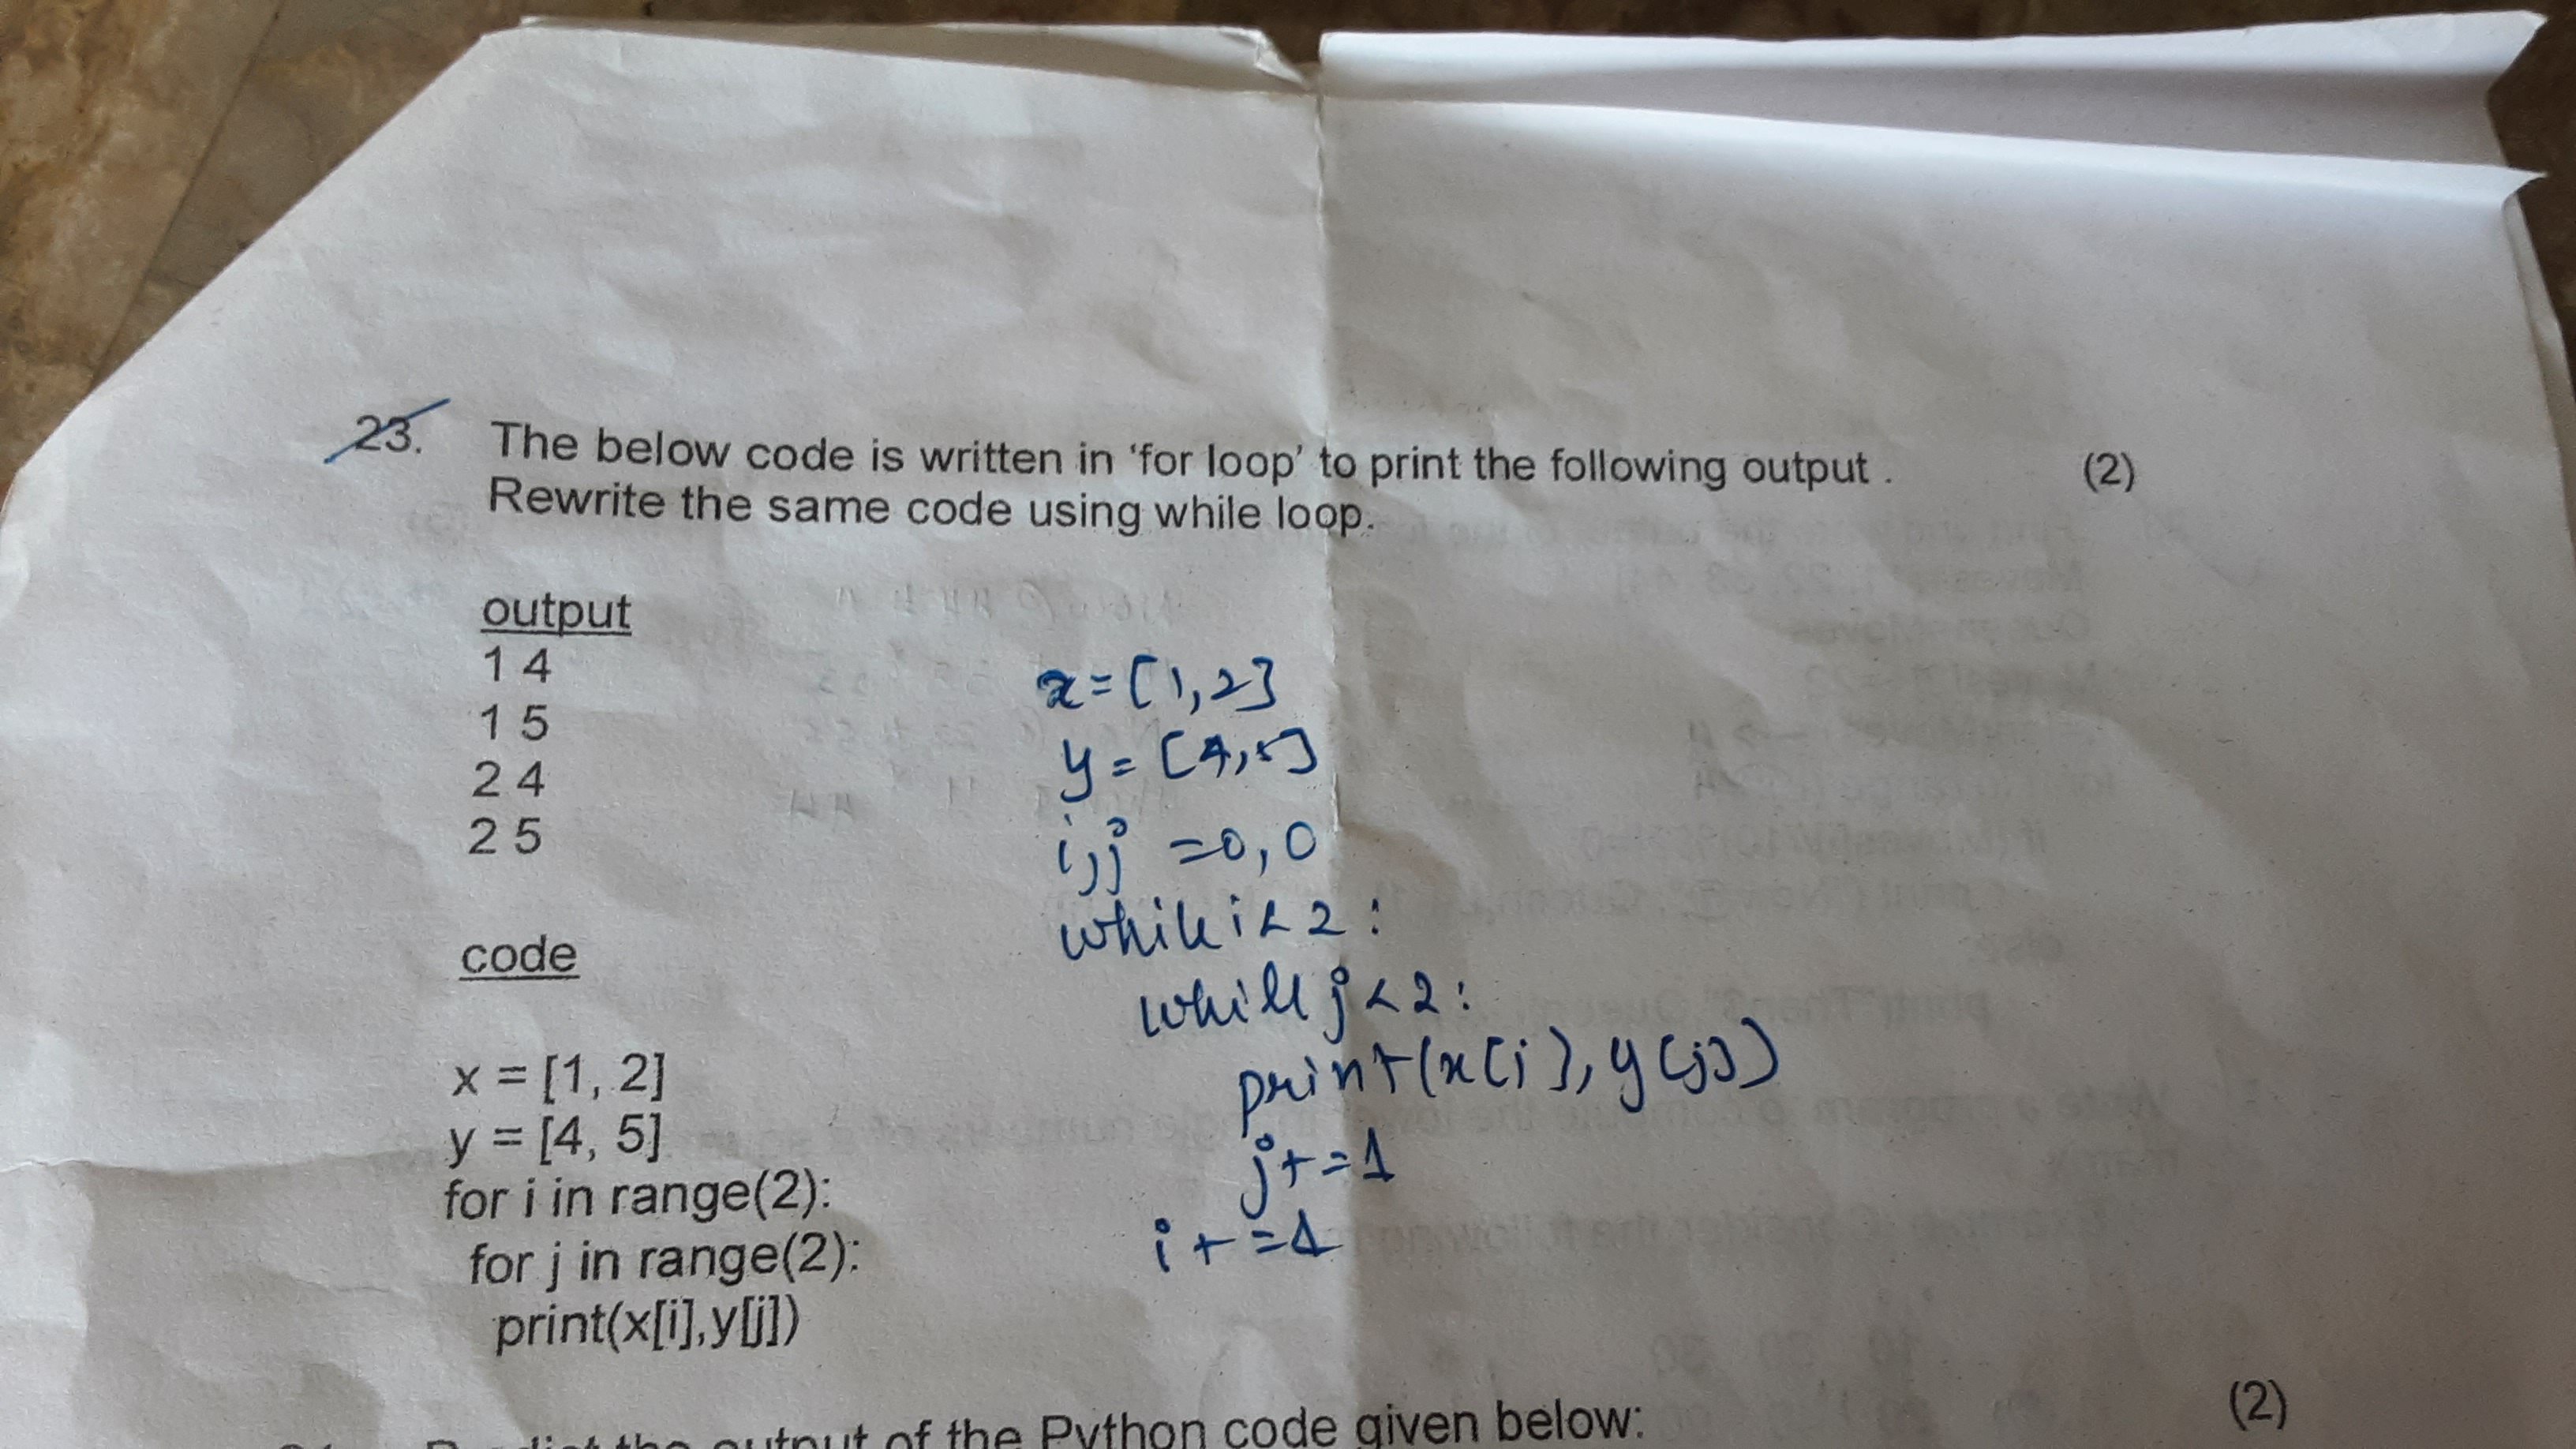 23. The below code is written in 'for loop' to print the following output . (2)
Rewrite the same code using while loop.
output
1 4
1 5
2 4
2 5
code
x = [1, 2]
y = [4, 5]
for i in range(2):
for j in range(2):
print(x[i],y[j])
x=[1,2]
y=[4,5]
i,j =0,0
while i<2:
while j<2:
print(x[i],y[j])
j+=1
i+=1
the output of the Python code given below: (2)